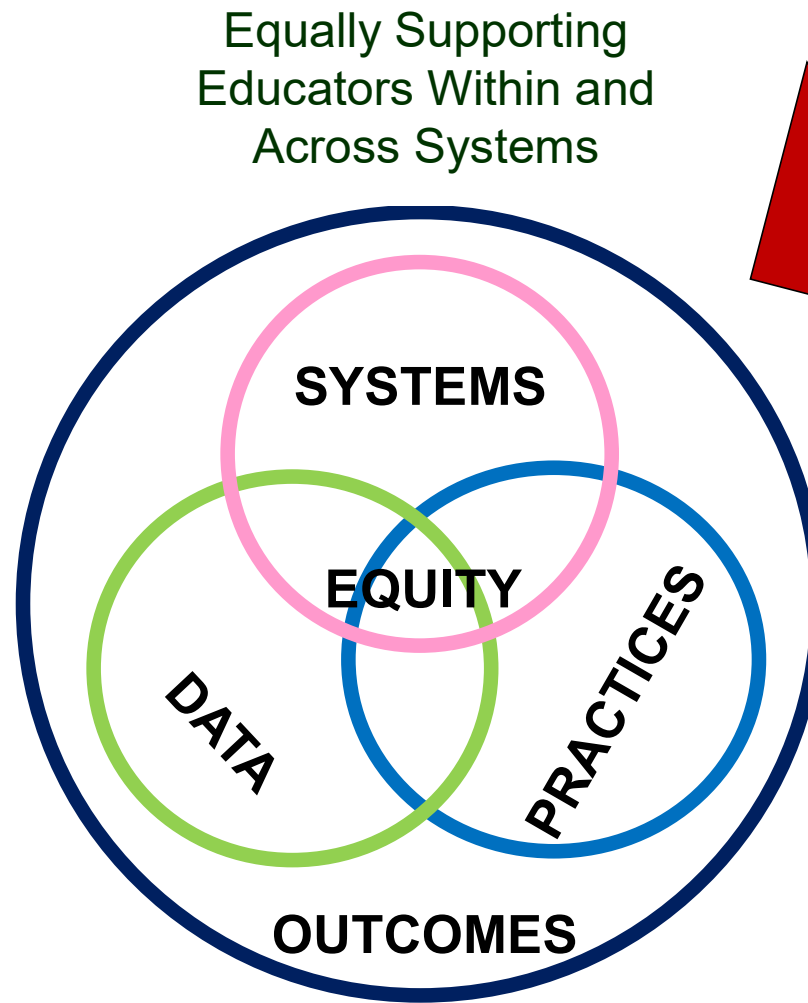 Equally Supporting
Educators Within and
Across Systems
SYSTEMS
EQUITY
PRACTICES
DATA
OUTCOMES